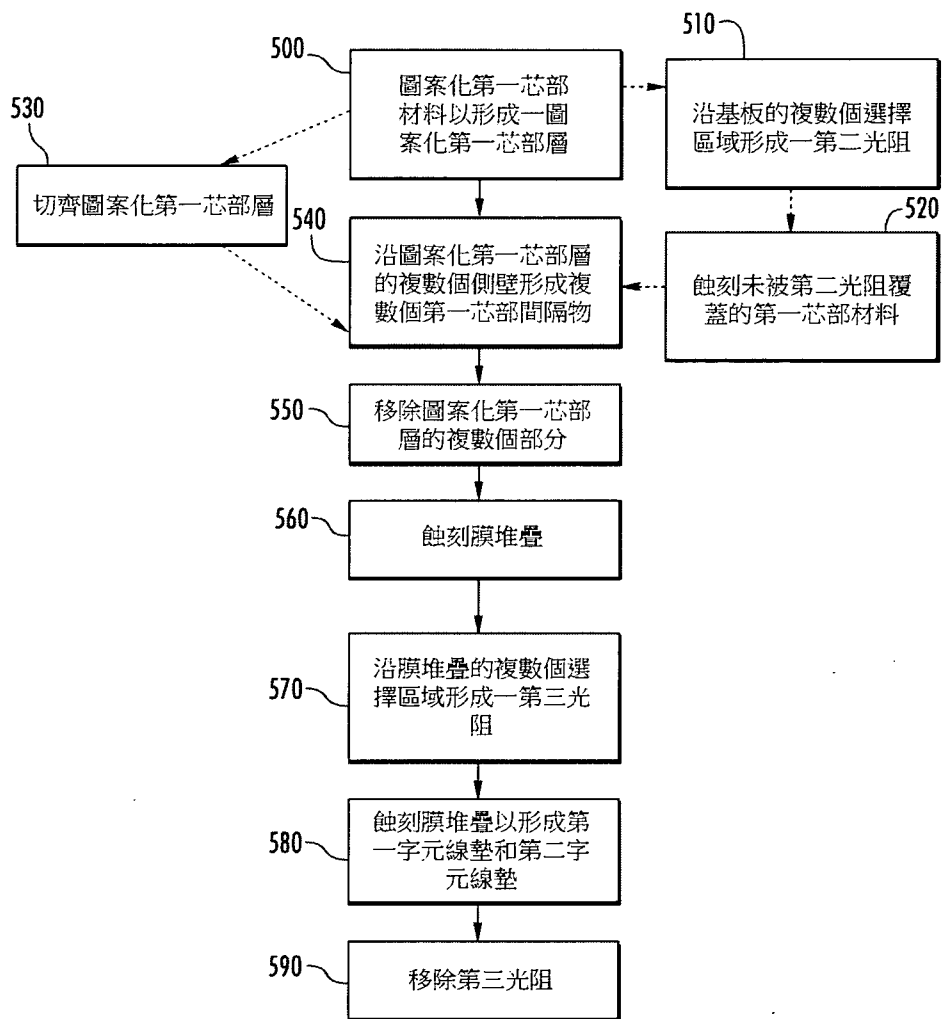 500
圖案化第一芯部
材料以形成一圖
案化第一芯部層
510
沿基板的複數個選擇
區域形成一第二光阻
530
切齊圖案化第一芯部層
540
沿圖案化第一芯部層
的複數個側壁形成複
數個第一芯部間隔物
520
蝕刻未被第二光阻覆
蓋的第一芯部材料
550
移除圖案化第一芯部
層的複數個部分
560
蝕刻膜堆疊
570
沿膜堆疊的複數個選
擇區域形成一第三光
阻
580
蝕刻膜堆疊以形成第
一字元線墊和第二字
元線墊
590
移除第三光阻